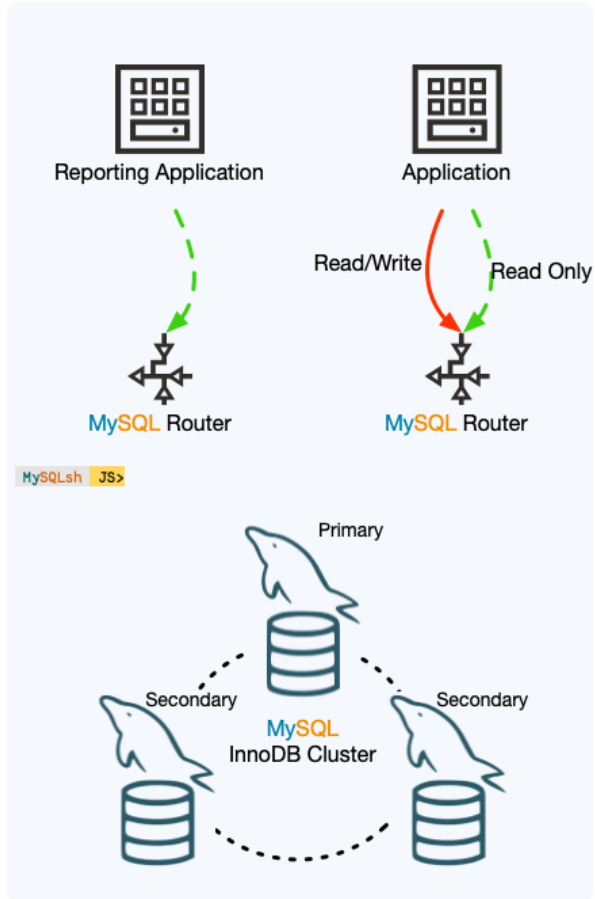 Reporting Application
Application
Read/Write
Read Only
MySQL Router
MySQL Router
MySQLsh JS>
Primary
Secondary
Secondary
MySQL
InnoDB Cluster